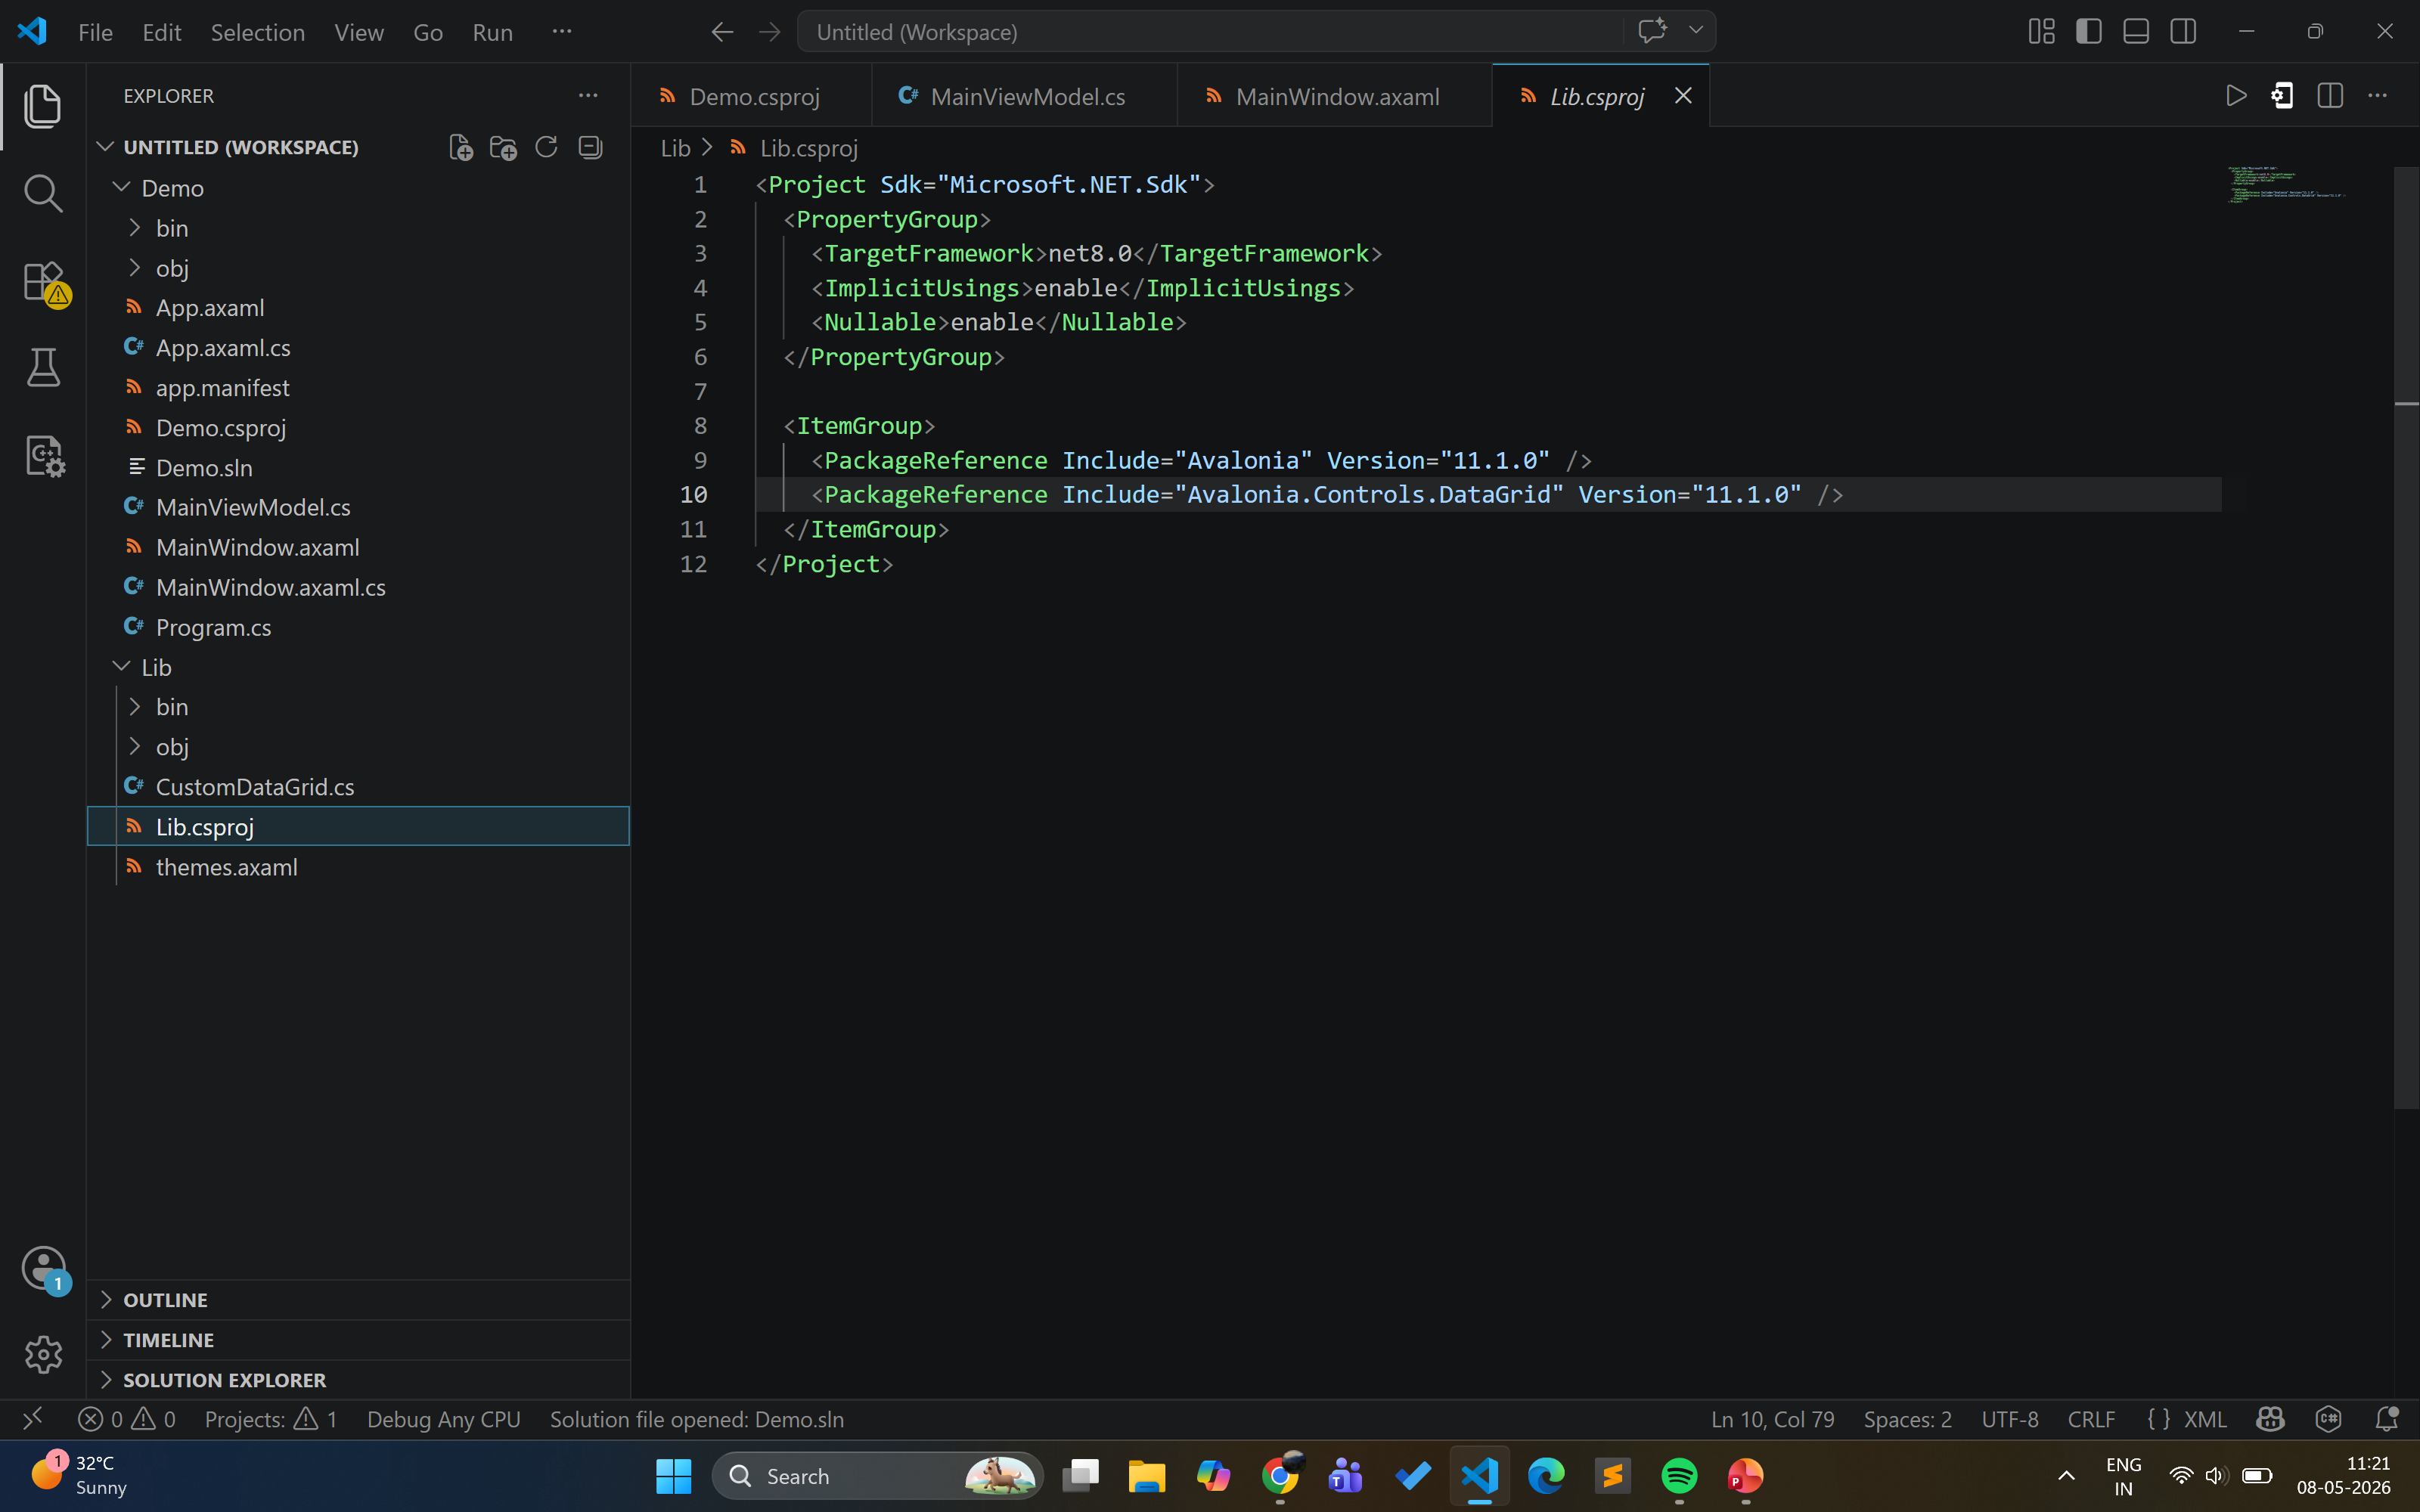 File Edit Selection View Go Run ···
Untitled (Workspace)
EXPLORER
UNTITLED (WORKSPACE)
Demo
bin
obj
App.axaml
App.axaml.cs
app.manifest
Demo.csproj
Demo.sln
MainViewModel.cs
MainWindow.axaml
MainWindow.axaml.cs
Program.cs
Lib
bin
obj
CustomDataGrid.cs
Lib.csproj
themes.axaml
OUTLINE
TIMELINE
SOLUTION EXPLORER
1
Demo.csproj MainViewModel.cs MainWindow.axaml Lib.csproj
Lib > Lib.csproj
1 <Project Sdk="Microsoft.NET.Sdk">
2 <PropertyGroup>
3 <TargetFramework>net8.0</TargetFramework>
4 <ImplicitUsings>enable</ImplicitUsings>
5 <Nullable>enable</Nullable>
6 </PropertyGroup>
7
8 <ItemGroup>
9 <PackageReference Include="Avalonia" Version="11.1.0" />
10 <PackageReference Include="Avalonia.Controls.DataGrid" Version="11.1.0" />
11 </ItemGroup>
12 </Project>
0 0 Projects: 1 Debug Any CPU Solution file opened: Demo.sln Ln 10, Col 79 Spaces: 2 UTF-8 CRLF { } XML
1 32°C
Sunny
Search
ENG
IN
11:21
08-05-2026